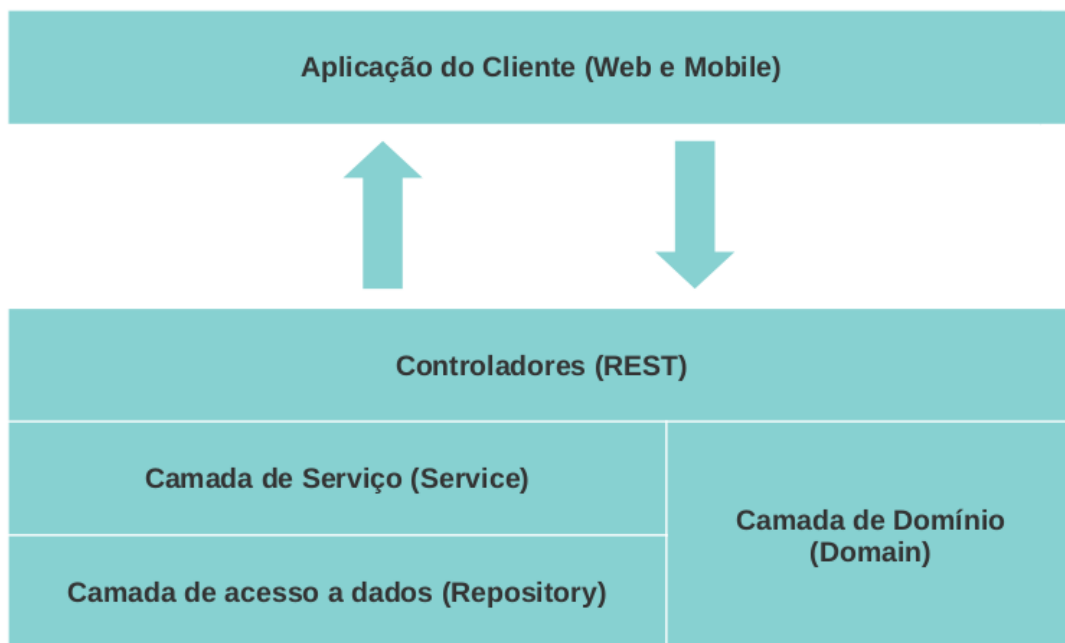 Aplicação do Cliente (Web e Mobile)
Controladores (REST)
Camada de Serviço (Service)
Camada de Domínio
(Domain)
Camada de acesso a dados (Repository)